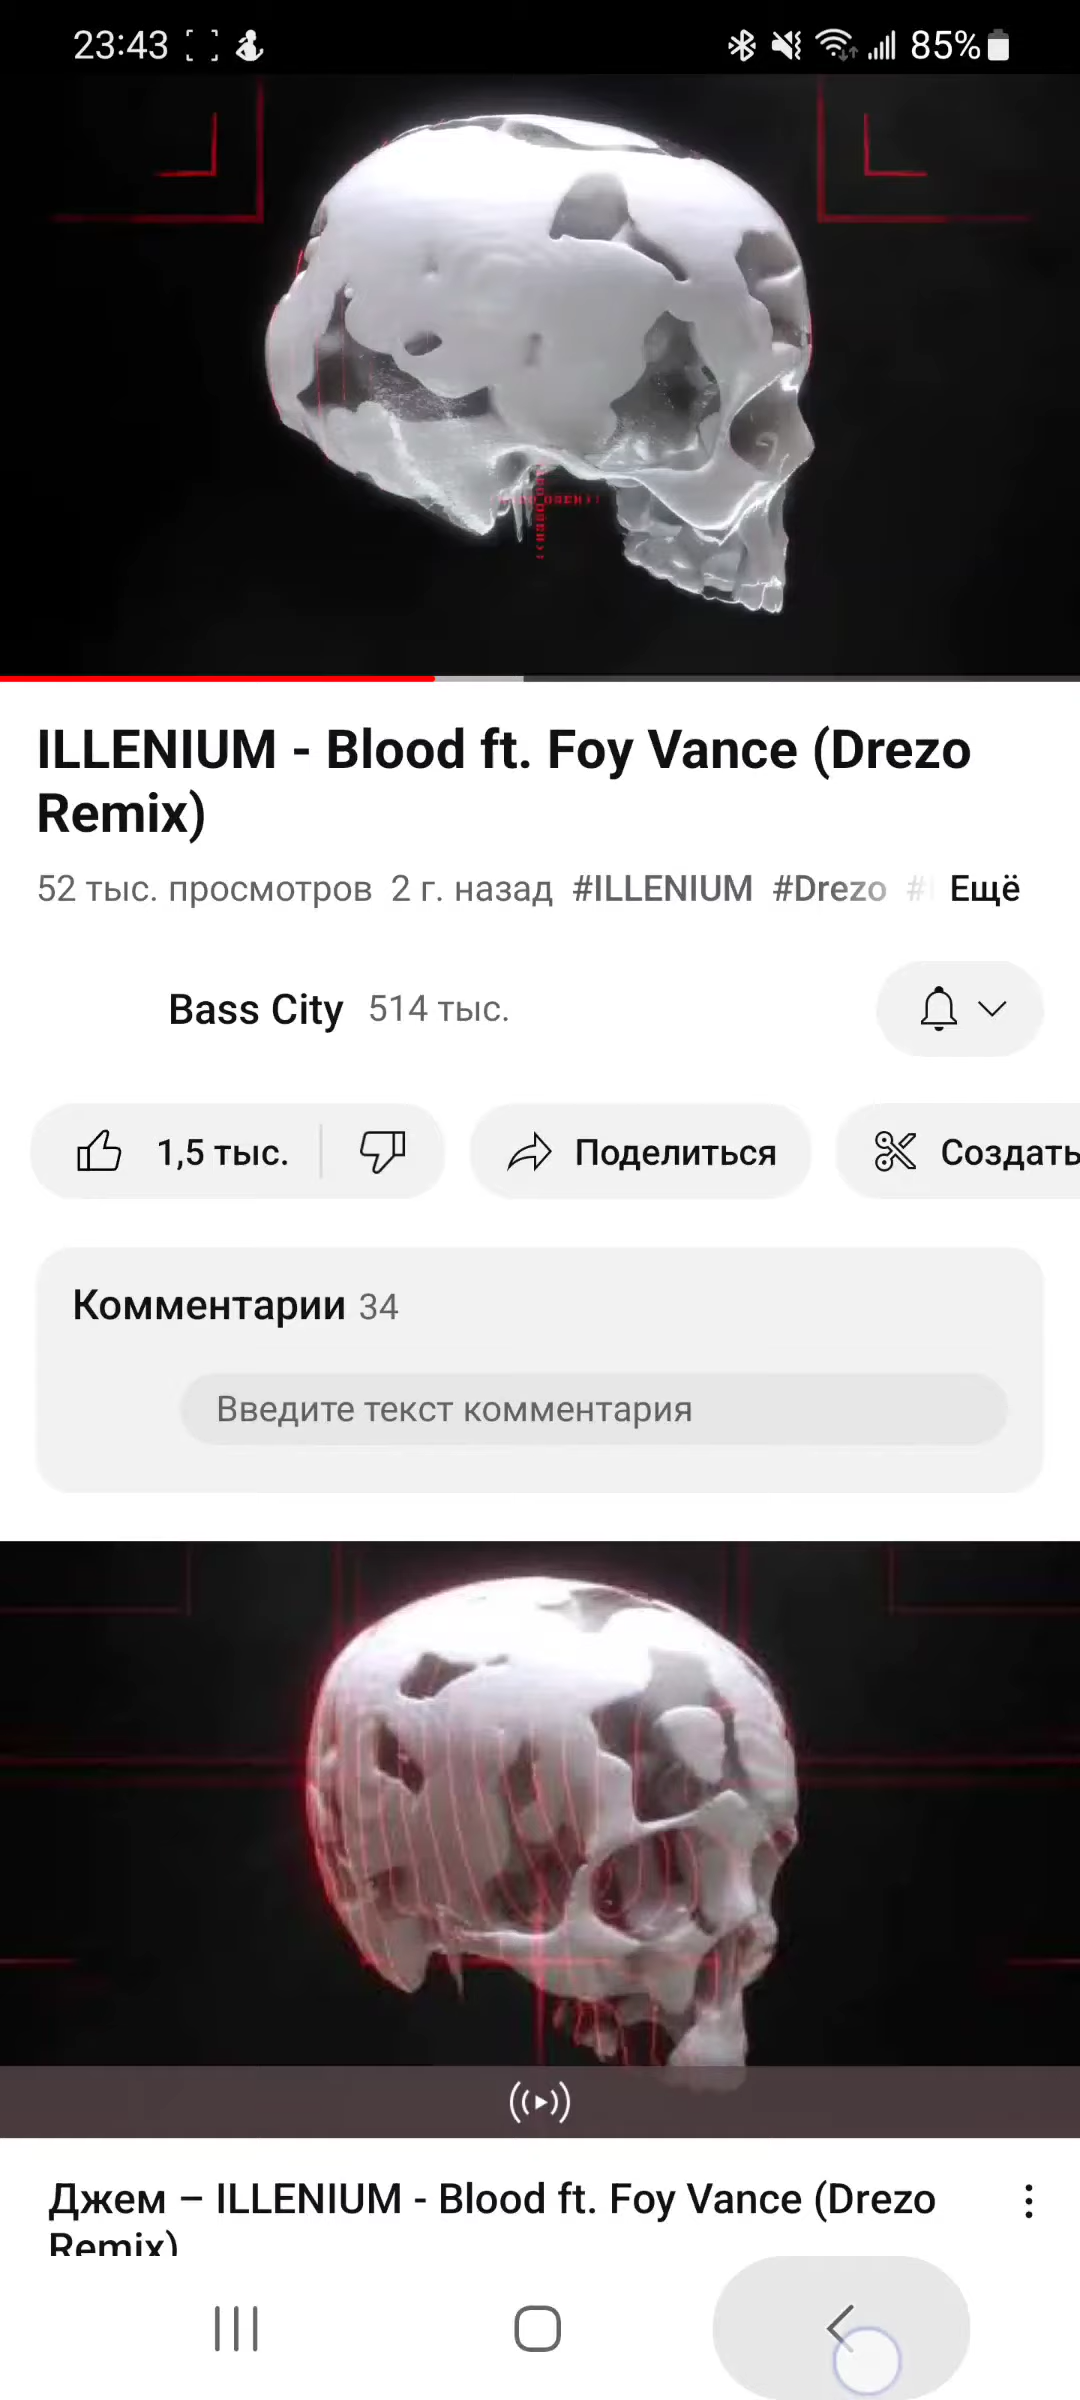 23:43
85%
ILLENIUM - Blood ft. Foy Vance (Drezo
Remix)
52 тыс. просмотров 2 г. назад #ILLENIUM #Drezo # Ещё
Bass City 514 тыс.
1,5 тыс. Поделиться Создать
Комментарии 34
Введите текст комментария
Джем – ILLENIUM - Blood ft. Foy Vance (Drezo
Remix)